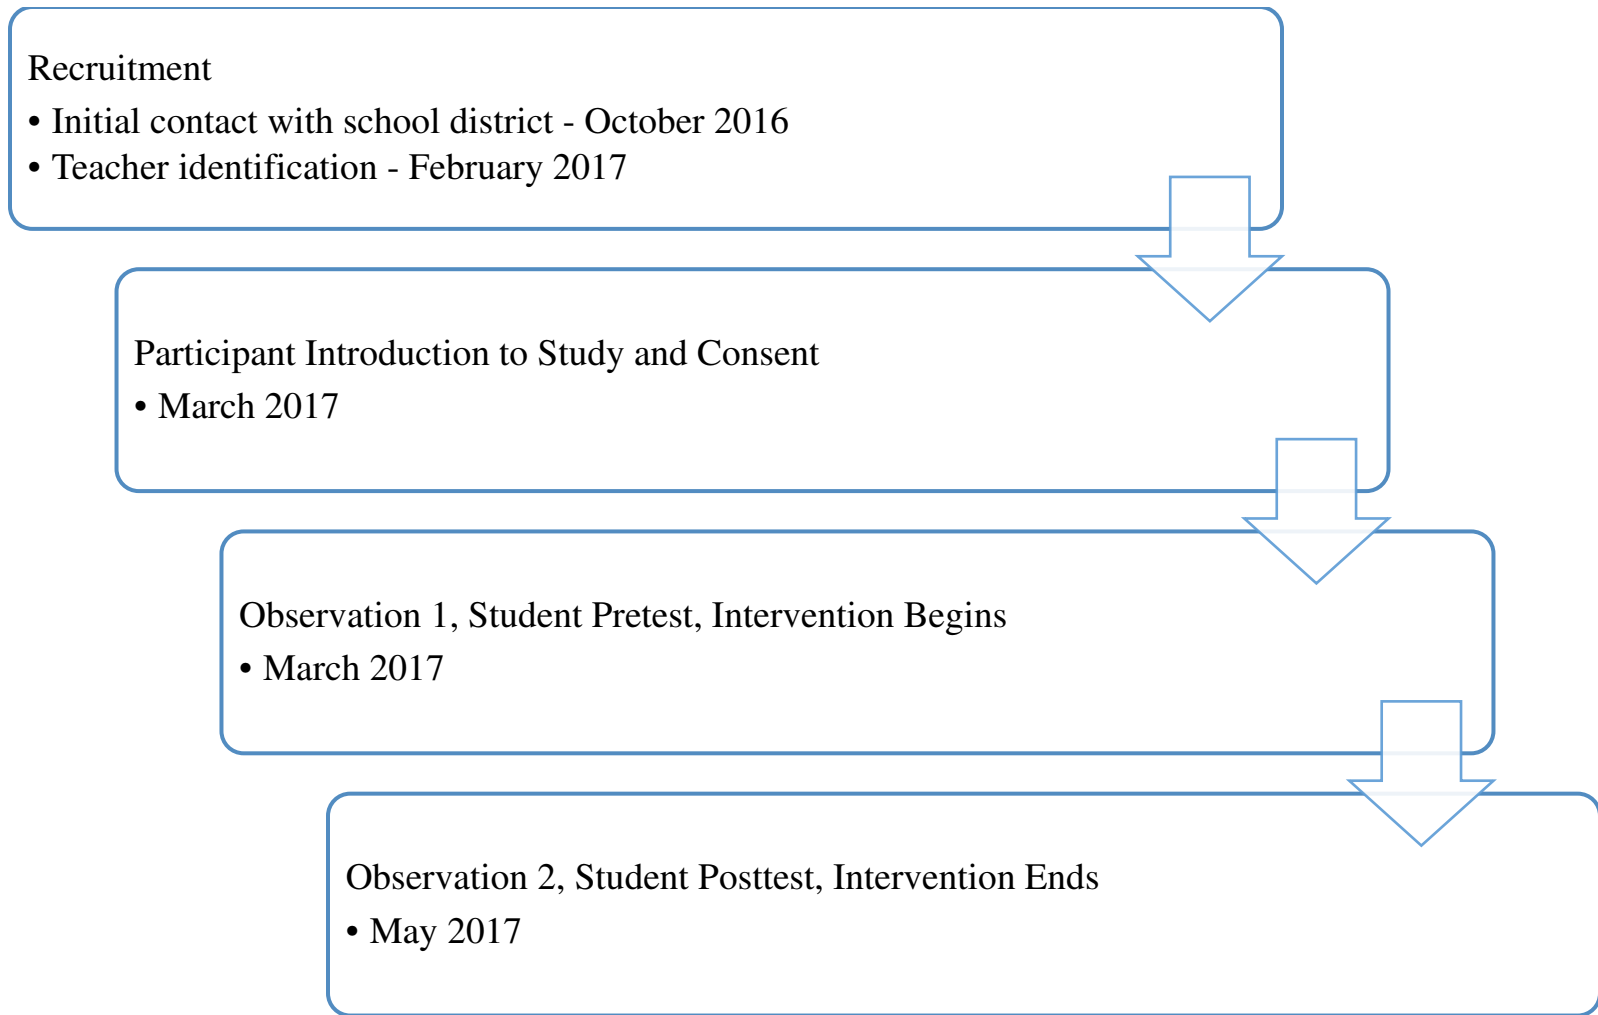 Recruitment
• Initial contact with school district - October 2016
• Teacher identification - February 2017
Participant Introduction to Study and Consent
• March 2017
Observation 1, Student Pretest, Intervention Begins
• March 2017
Observation 2, Student Posttest, Intervention Ends
• May 2017